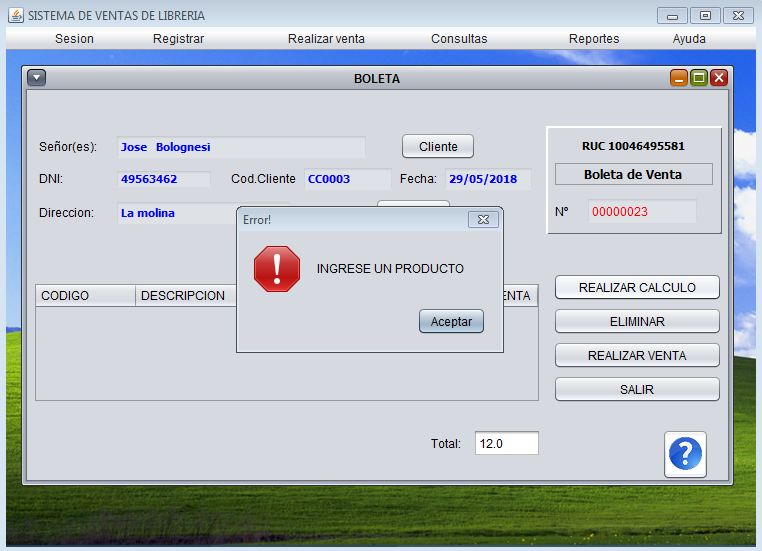 SISTEMA DE VENTAS DE LIBRERIA
Sesion Registrar Realizar venta Consultas Reportes Ayuda
BOLETA
Señor(es): Jose Bolognesi Cliente
DNI: 49563462 Cod.Cliente CC0003 Fecha: 29/05/2018
Direccion: La molina
RUC 10046495581
Boleta de Venta
Nº 00000023
Error!
INGRESE UN PRODUCTO
Aceptar
CODIGO DESCRIPCION ENTA
REALIZAR CALCULO
ELIMINAR
REALIZAR VENTA
SALIR
Total: 12.0
?